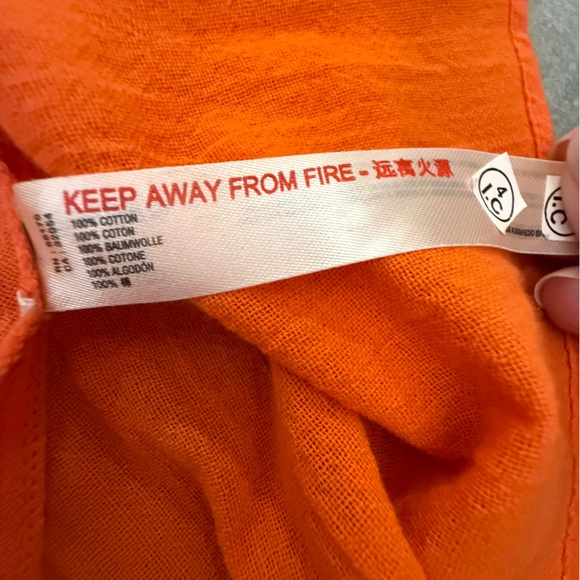 KEEP AWAY FROM FIRE - 远离火源
100% COTTON
100% COTON
100% BAUMWOLLE
100% COTONE
100% ALGODÓN
100% 棉
4
I.C
I.C